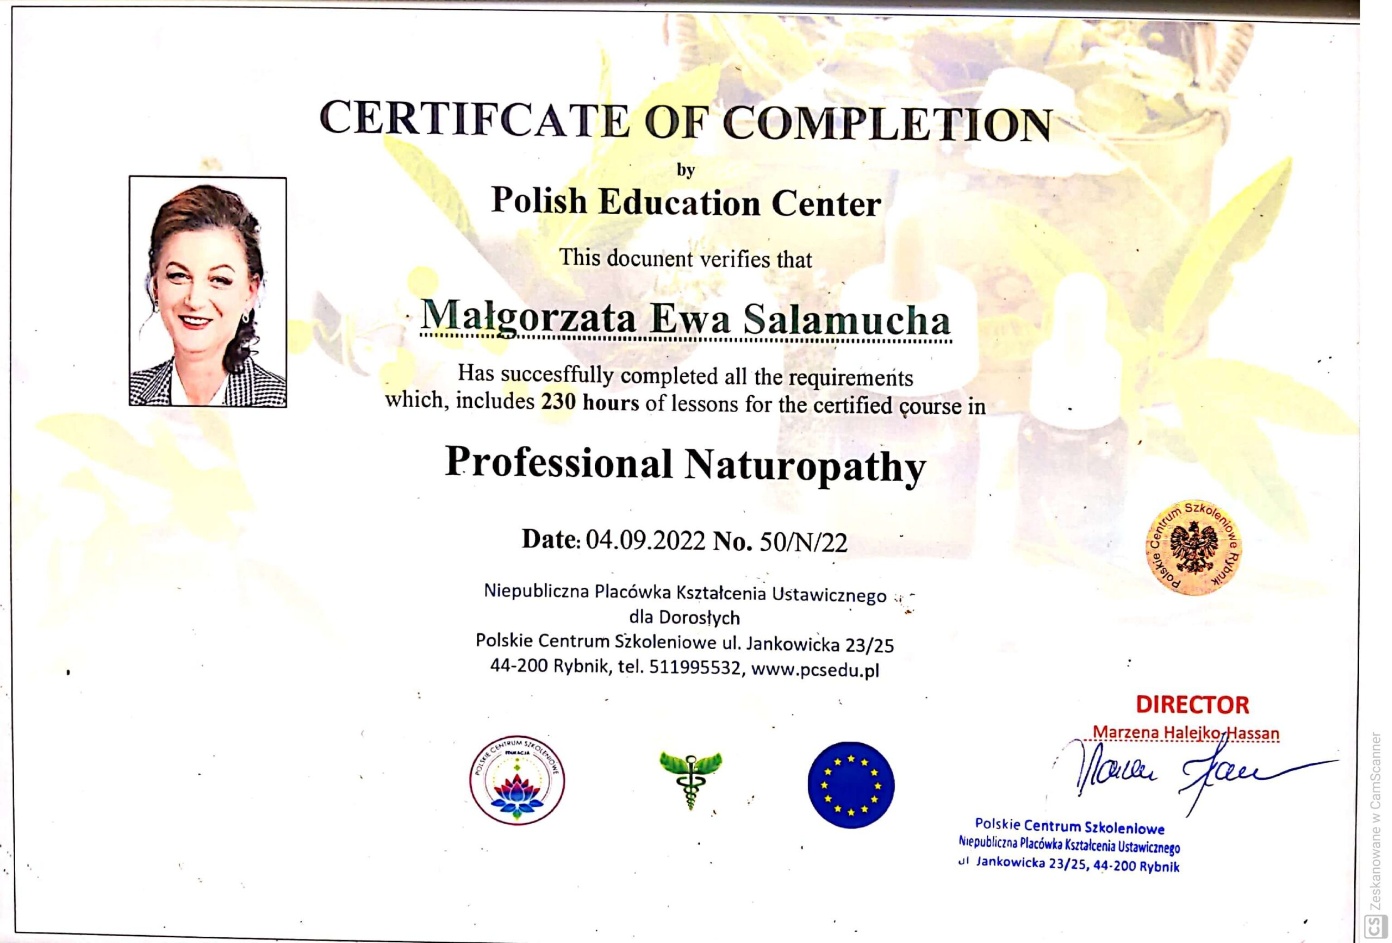 CERTIFCATE OF COMPLETION
by
Polish Education Center
This document verifies that
Małgorzata Ewa Salamucha
Has succesffully completed all the requirements
which, includes 230 hours of lessons for the certified course in
Professional Naturopathy
Date: 04.09.2022 No. 50/N/22
Niepubliczna Placówka Kształcenia Ustawicznego
dla Dorosłych
Polskie Centrum Szkoleniowe ul. Jankowicka 23/25
44-200 Rybnik, tel. 511995532, www.pcsedu.pl
Polskie Centrum Szkoleniowe Rybnik
DIRECTOR
Marzena Halejko-Hassan
POLSKIE CENTRUM SZKOLENIOWE
EDUKACJA
Polskie Centrum Szkoleniowe
Niepubliczna Placówka Kształcenia Ustawicznego
ul Jankowicka 23/25, 44-200 Rybnik
CS Zeskanowane w CamScanner